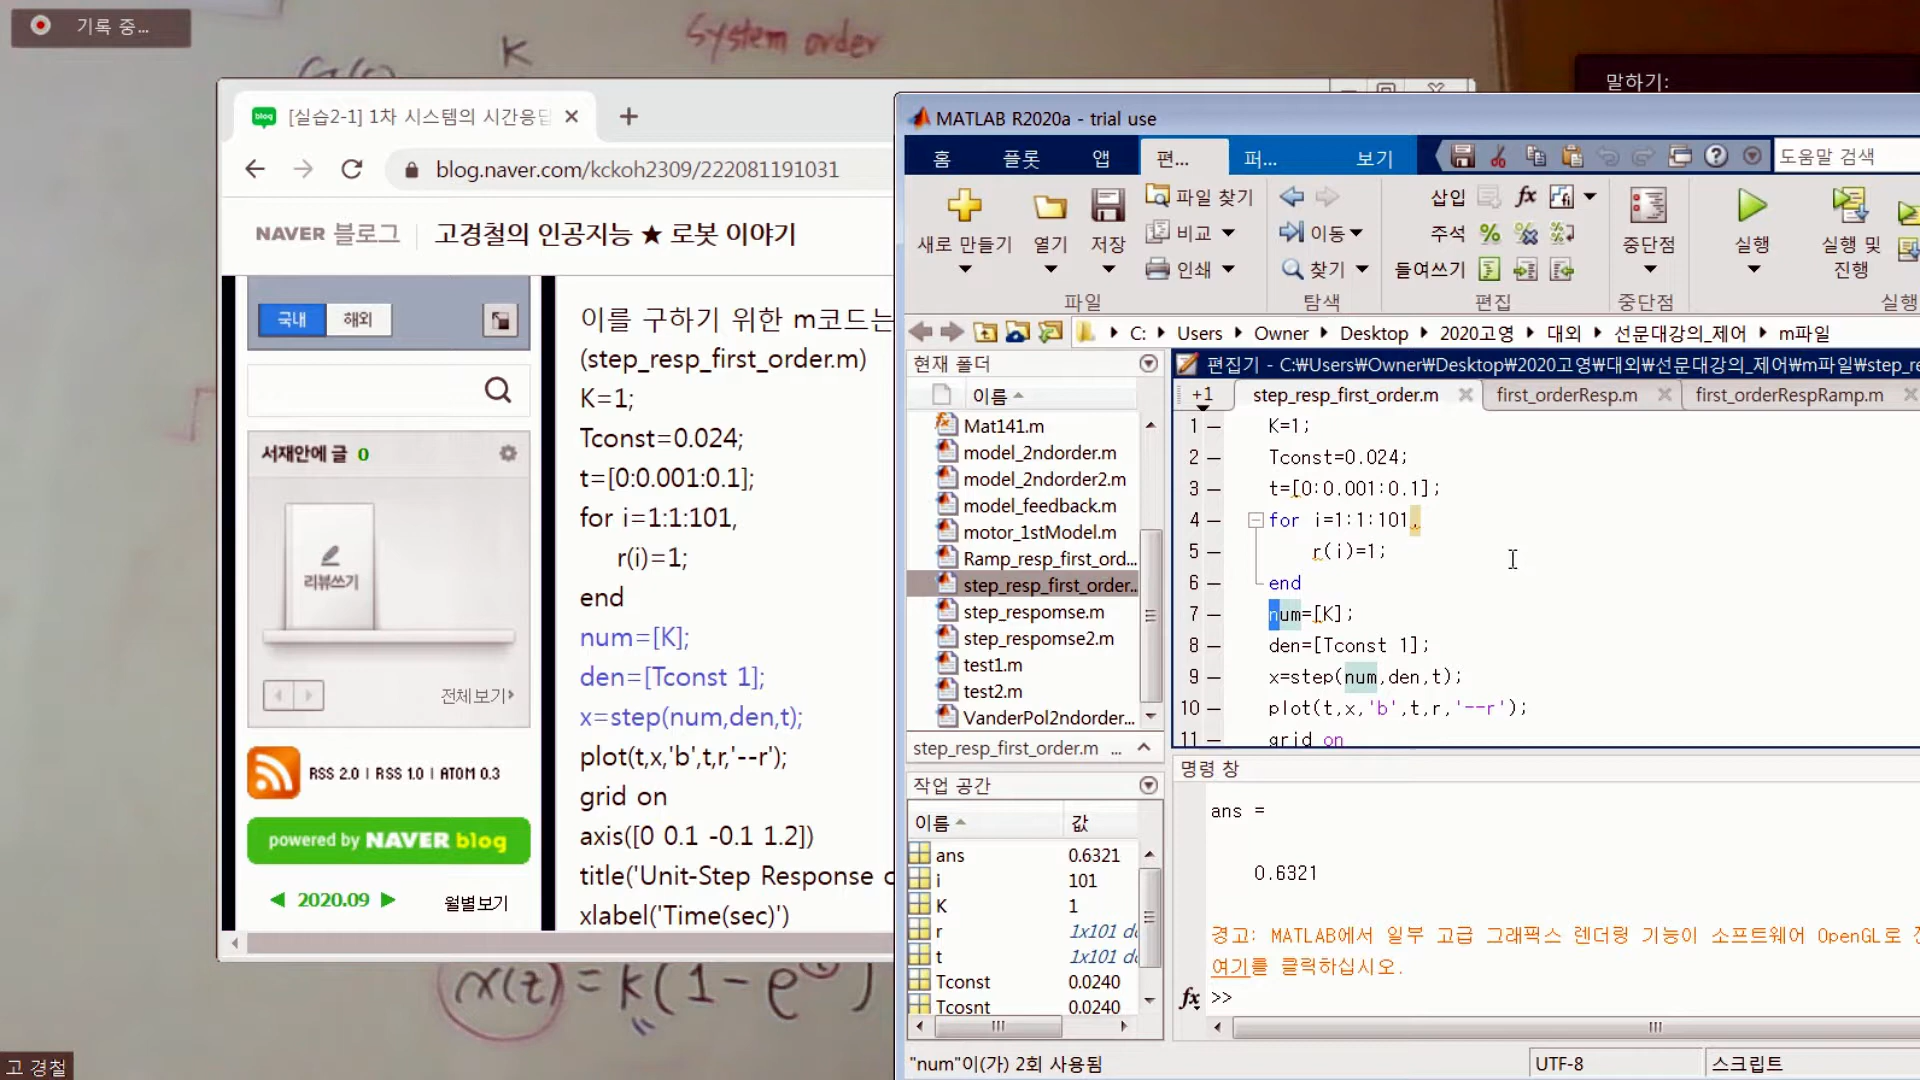 기록 중...
System order
K
말하기:
[실습2-1] 1차 시스템의 시간응답
blog.naver.com/kckoh2309/222081191031
NAVER 블로그
고경철의 인공지능 ★ 로봇 이야기
국내
해외
서재안에 글 0
리뷰쓰기
전체보기
RSS 2.0 | RSS 1.0 | ATOM 0.3
powered by NAVER blog
◀ 2020.09 ▶
월별보기
이를 구하기 위한 m코드는
(step_resp_first_order.m)
K=1;
Tconst=0.024;
t=[0:0.001:0.1];
for i=1:1:101,
r(i)=1;
end
num=[K];
den=[Tconst 1];
x=step(num,den,t);
plot(t,x,'b',t,r,'--r');
grid on
axis([0 0.1 -0.1 1.2])
title('Unit-Step Response
xlabel('Time(sec)')
MATLAB R2020a - trial use
홈
플롯
앱
편...
퍼...
보기
도움말 검색
새로 만들기
열기
저장
파일 찾기
비교
인쇄
파일
이동
찾기
탐색
삽입
주석
들여쓰기
편집
중단점
중단점
실행
실행 및
진행
실행
C: Users Owner Desktop 2020고영 대외 선문대강의_제어 m파일
현재 폴더
이름
Mat141.m
model_2ndorder.m
model_2ndorder2.m
model_feedback.m
motor_1stModel.m
Ramp_resp_first_ord...
step_resp_first_order..
step_respomse.m
step_respomse2.m
test1.m
test2.m
VanderPol2ndorder...
step_resp_first_order.m ...
작업 공간
이름
값
ans 0.6321
i 101
K 1
r 1x101 do
t 1x101 do
Tconst 0.0240
Tcosnt 0.0240
편집기 - C:₩Users₩Owner₩Desktop₩2020고영₩대외₩선문대강의_제어₩m파일₩step_re
+1
step_resp_first_order.m
first_orderResp.m
first_orderRespRamp.m
1 K=1;
2 Tconst=0.024;
3 t=[0:0.001:0.1];
4 for i=1:1:101,
5 r(i)=1;
6 end
7 num=[K];
8 den=[Tconst 1];
9 x=step(num,den,t);
10 plot(t,x,'b',t,r,'--r');
11 grid on
명령 창
ans =
0.6321
경고: MATLAB에서 일부 고급 그래픽스 렌더링 기능이 소프트웨어 OpenGL로
여기를 클릭하십시오.
fx >>
"num"이(가) 2회 사용됨
UTF-8
스크립트
x(t) = K(1-e
고 경철